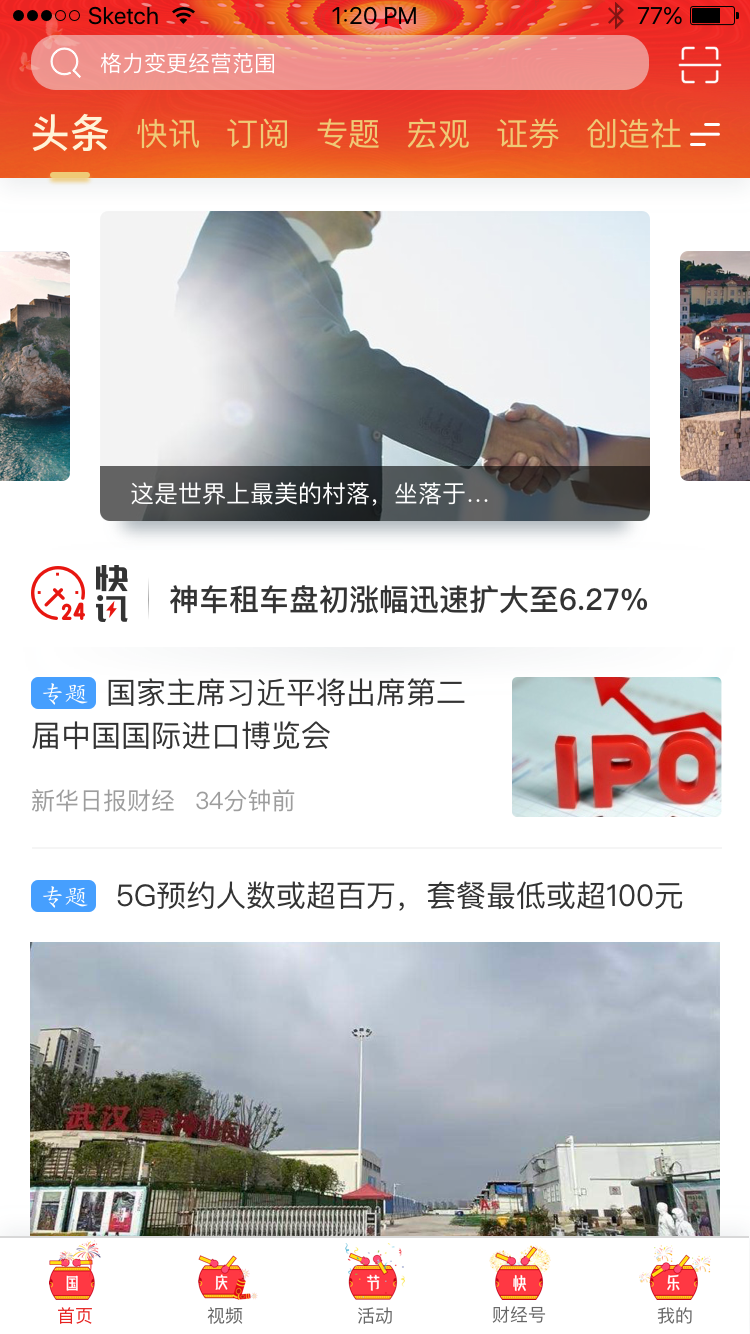 Sketch 1:20 PM 77%
格力变更经营范围
头条 快讯 订阅 专题 宏观 证券 创造社
这是世界上最美的村落，坐落于...
24 快讯 神车租车盘初涨幅迅速扩大至6.27%
专题 国家主席习近平将出席第二
届中国国际进口博览会
IPO
新华日报财经 34分钟前
专题 5G预约人数或超百万，套餐最低或超100元
武汉雷神山医院
国 庆 节 快 乐
首页 视频 活动 财经号 我的